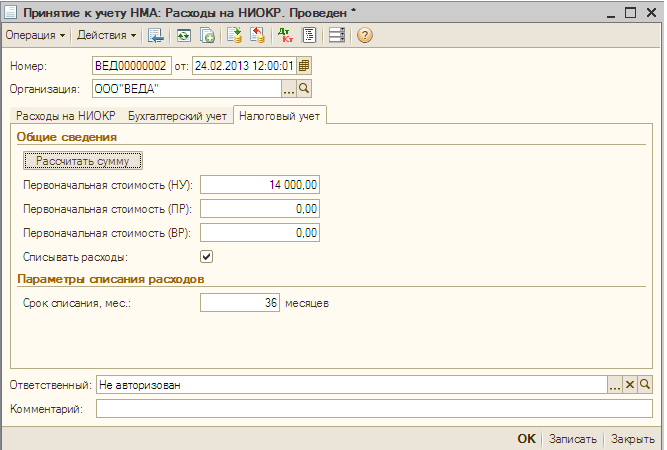 Принятие к учету НМА: Расходы на НИОКР. Проведен *
Операция Действия Дт Кт ?
Номер: ВЕД00000002 от: 24.02.2013 12:00:01
Организация: ООО"ВЕДА" ...
Расходы на НИОКР Бухгалтерский учет Налоговый учет
Общие сведения
Рассчитать сумму
Первоначальная стоимость (НУ): 14 000,00
Первоначальная стоимость (ПР): 0,00
Первоначальная стоимость (ВР): 0,00
Списывать расходы:
Параметры списания расходов
Срок списания, мес.: 36 месяцев
Ответственный: Не авторизован ...
Комментарий:
OK Записать Закрыть